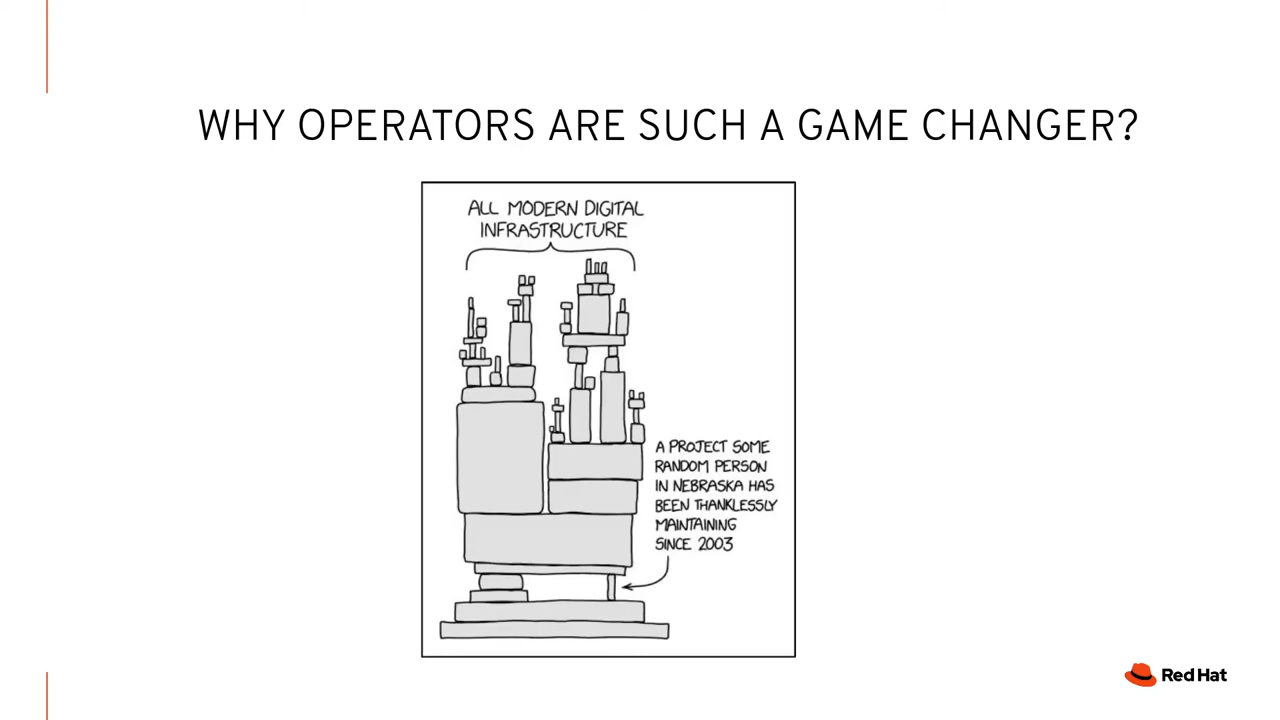 WHY OPERATORS ARE SUCH A GAME CHANGER?
ALL MODERN DIGITAL
INFRASTRUCTURE
A PROJECT SOME
RANDOM PERSON
IN NEBRASKA HAS
BEEN THANKLESSLY
MAINTAINING
SINCE 2003
Red Hat